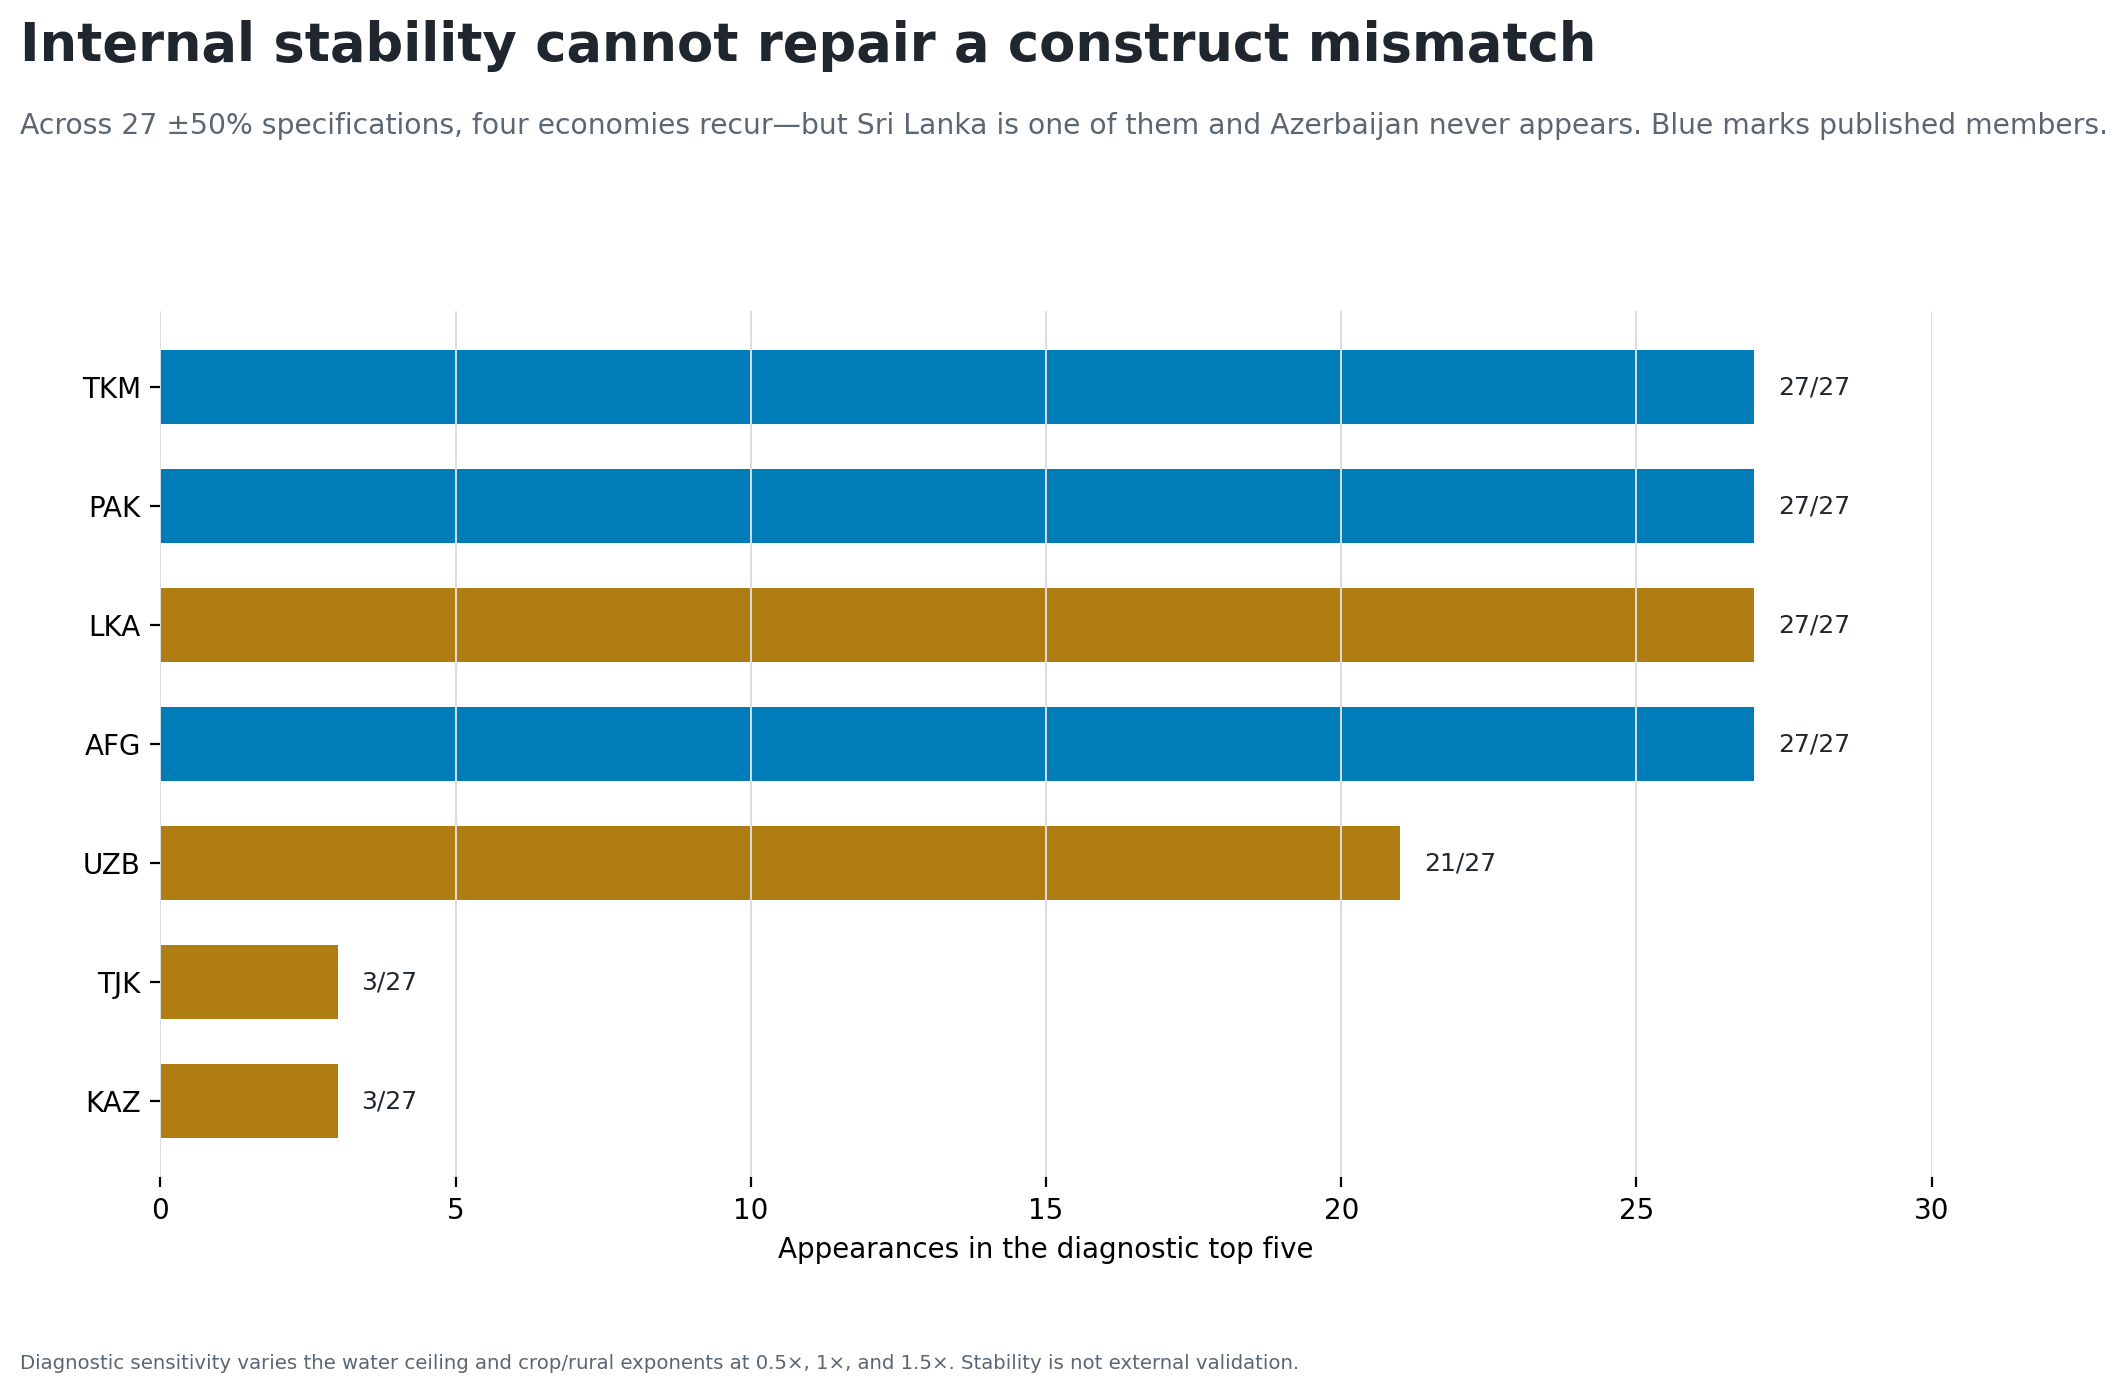 Internal stability cannot repair a construct mismatch
Across 27 ±50% specifications, four economies recur—but Sri Lanka is one of them and Azerbaijan never appears. Blue marks published members.
TKM
27/27
PAK
27/27
LKA
27/27
AFG
27/27
UZB
21/27
TJK
3/27
KAZ
3/27
0 5 10 15 20 25 30
Appearances in the diagnostic top five
Diagnostic sensitivity varies the water ceiling and crop/rural exponents at 0.5×, 1×, and 1.5×. Stability is not external validation.